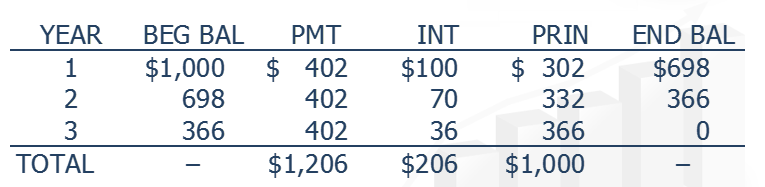 YEAR BEG BAL PMT INT PRIN END BAL
1 $1,000 $ 402 $100 $ 302 $698
2 698 402 70 332 366
3 366 402 36 366 0
TOTAL – $1,206 $206 $1,000 –